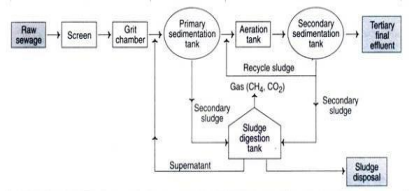 Raw
sewage
Screen
Grit
chamber
Primary
sedimentation
tank
Aeration
tank
Secondary
sedimentation
tank
Tertiary
final
effluent
Recycle sludge
Gas (CH₄, CO₂)
Secondary
sludge
Secondary
sludge
Sludge
digestion
tank
Supernatant
Sludge
disposal